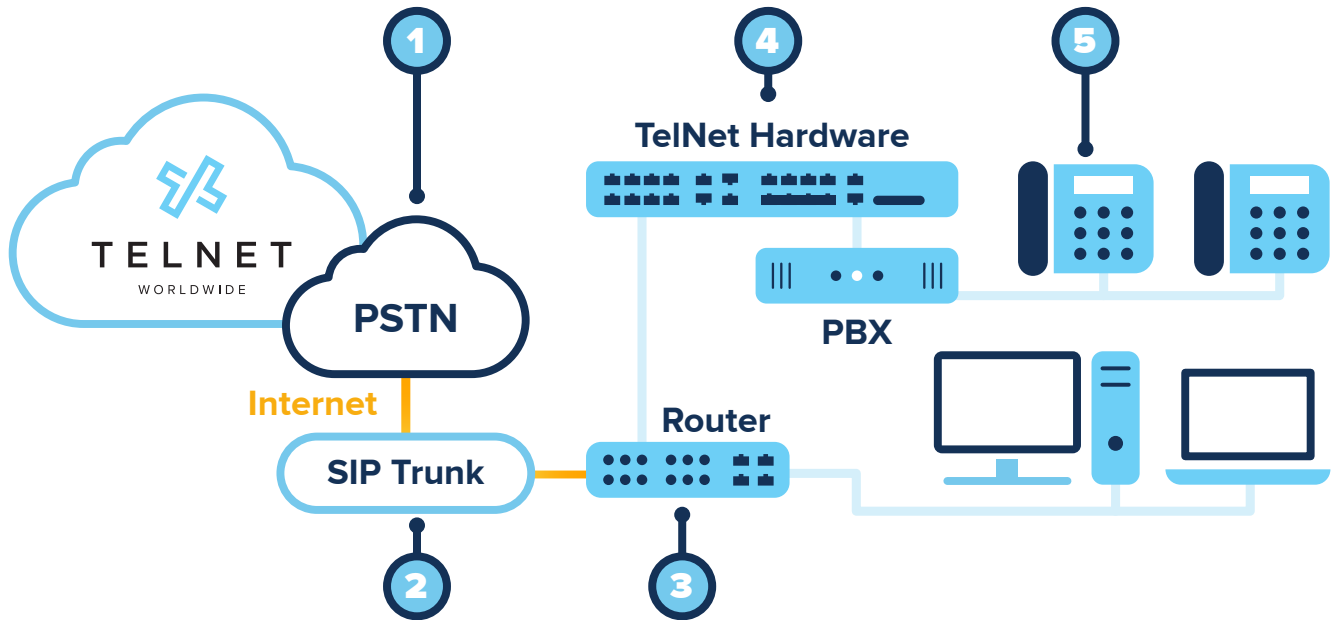 1
4
5
TelNet Hardware
TELNET
WORLDWIDE
PSTN
PBX
Internet
Router
SIP Trunk
2
3